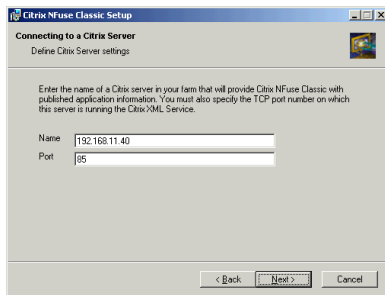 Citrix NFuse Classic Setup
Connecting to a Citrix Server
Define Citrix Server settings
Enter the name of a Citrix server in your farm that will provide Citrix NFuse Classic with
published application information. You must also specify the TCP port number on which
this server is running the Citrix XML Service.
Name 192.168.11.40
Port 85
< Back Next > Cancel